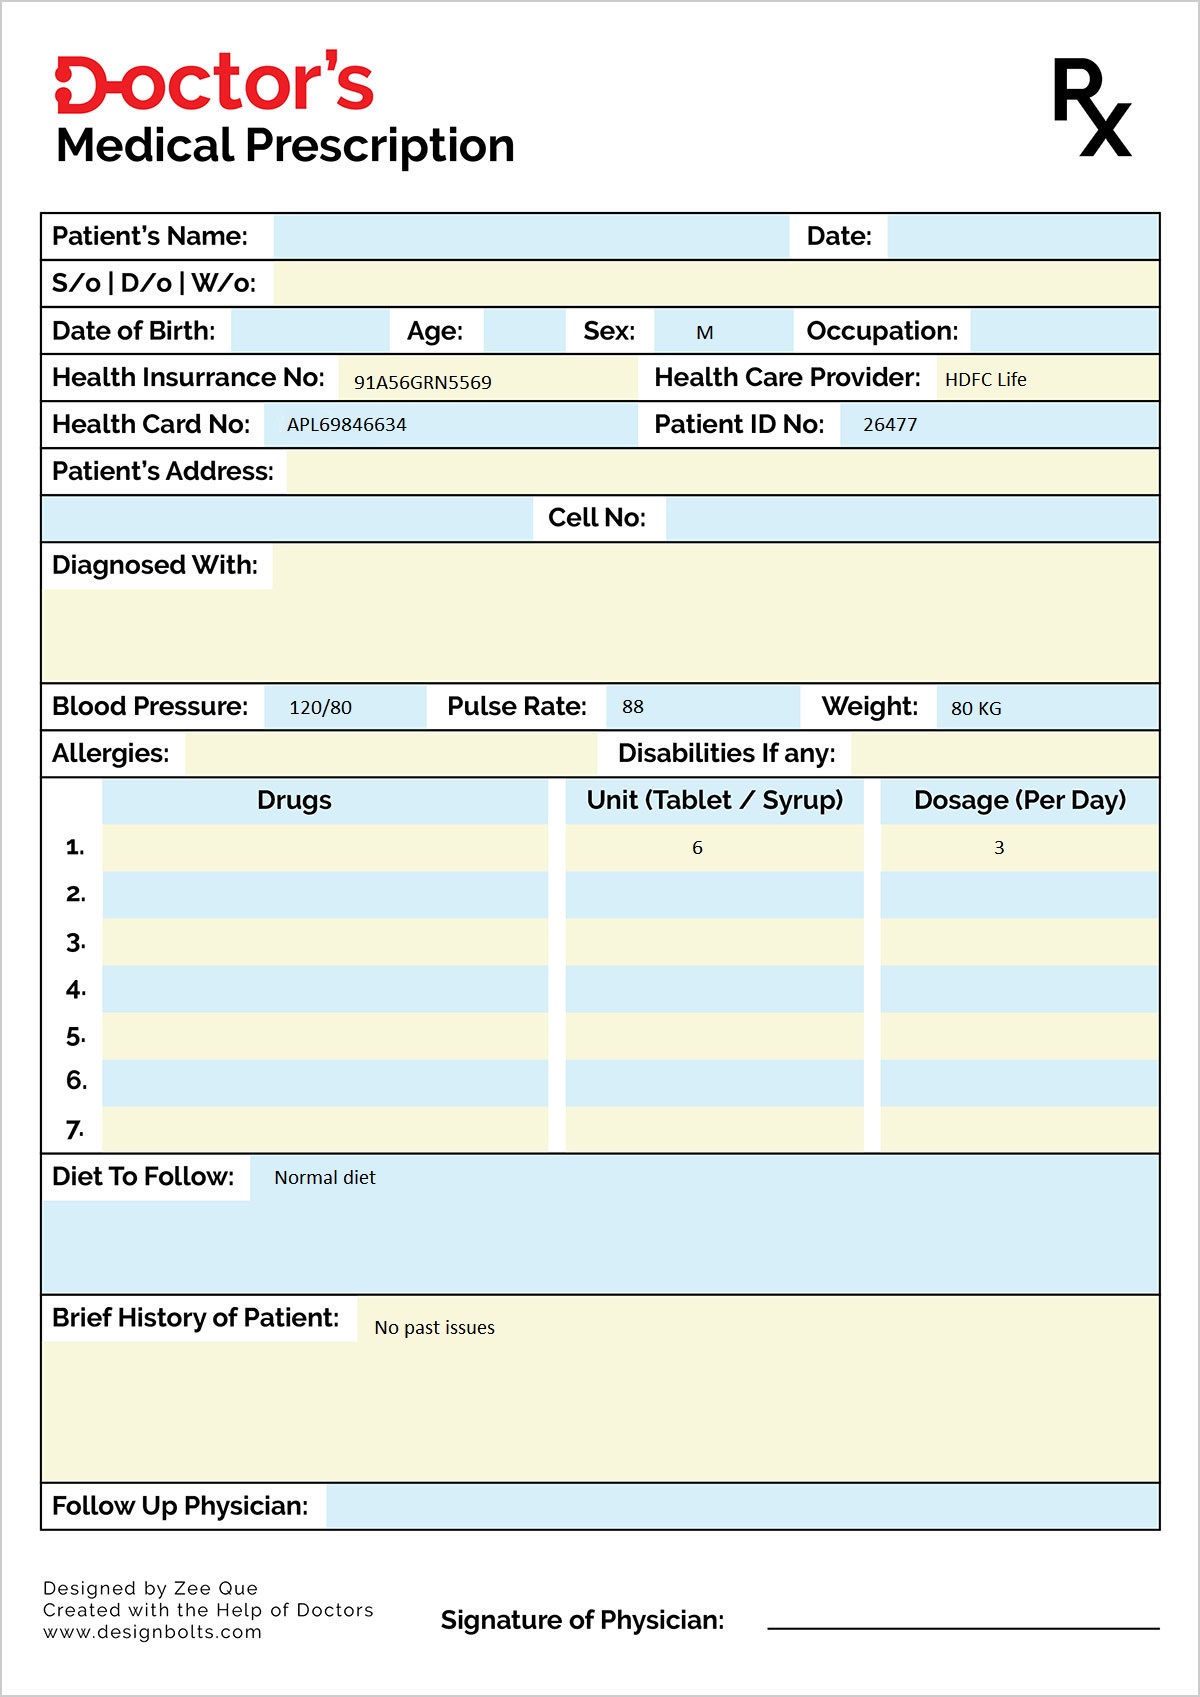 Doctor's
Medical Prescription
Rx
Patient's Name: Date:
S/o | D/o | W/o:
Date of Birth: Age: Sex: M Occupation:
Health Insurrance No: 91A56GRN5569 Health Care Provider: HDFC Life
Health Card No: APL69846634 Patient ID No: 26477
Patient's Address:
Cell No:
Diagnosed With:
Blood Pressure: 120/80 Pulse Rate: 88 Weight: 80 KG
Allergies: Disabilities If any:
Drugs Unit (Tablet / Syrup) Dosage (Per Day)
1. 6 3
2.
3.
4.
5.
6.
7.
Diet To Follow: Normal diet
Brief History of Patient: No past issues
Follow Up Physician:
Designed by Zee Que
Created with the Help of Doctors
www.designbolts.com
Signature of Physician: